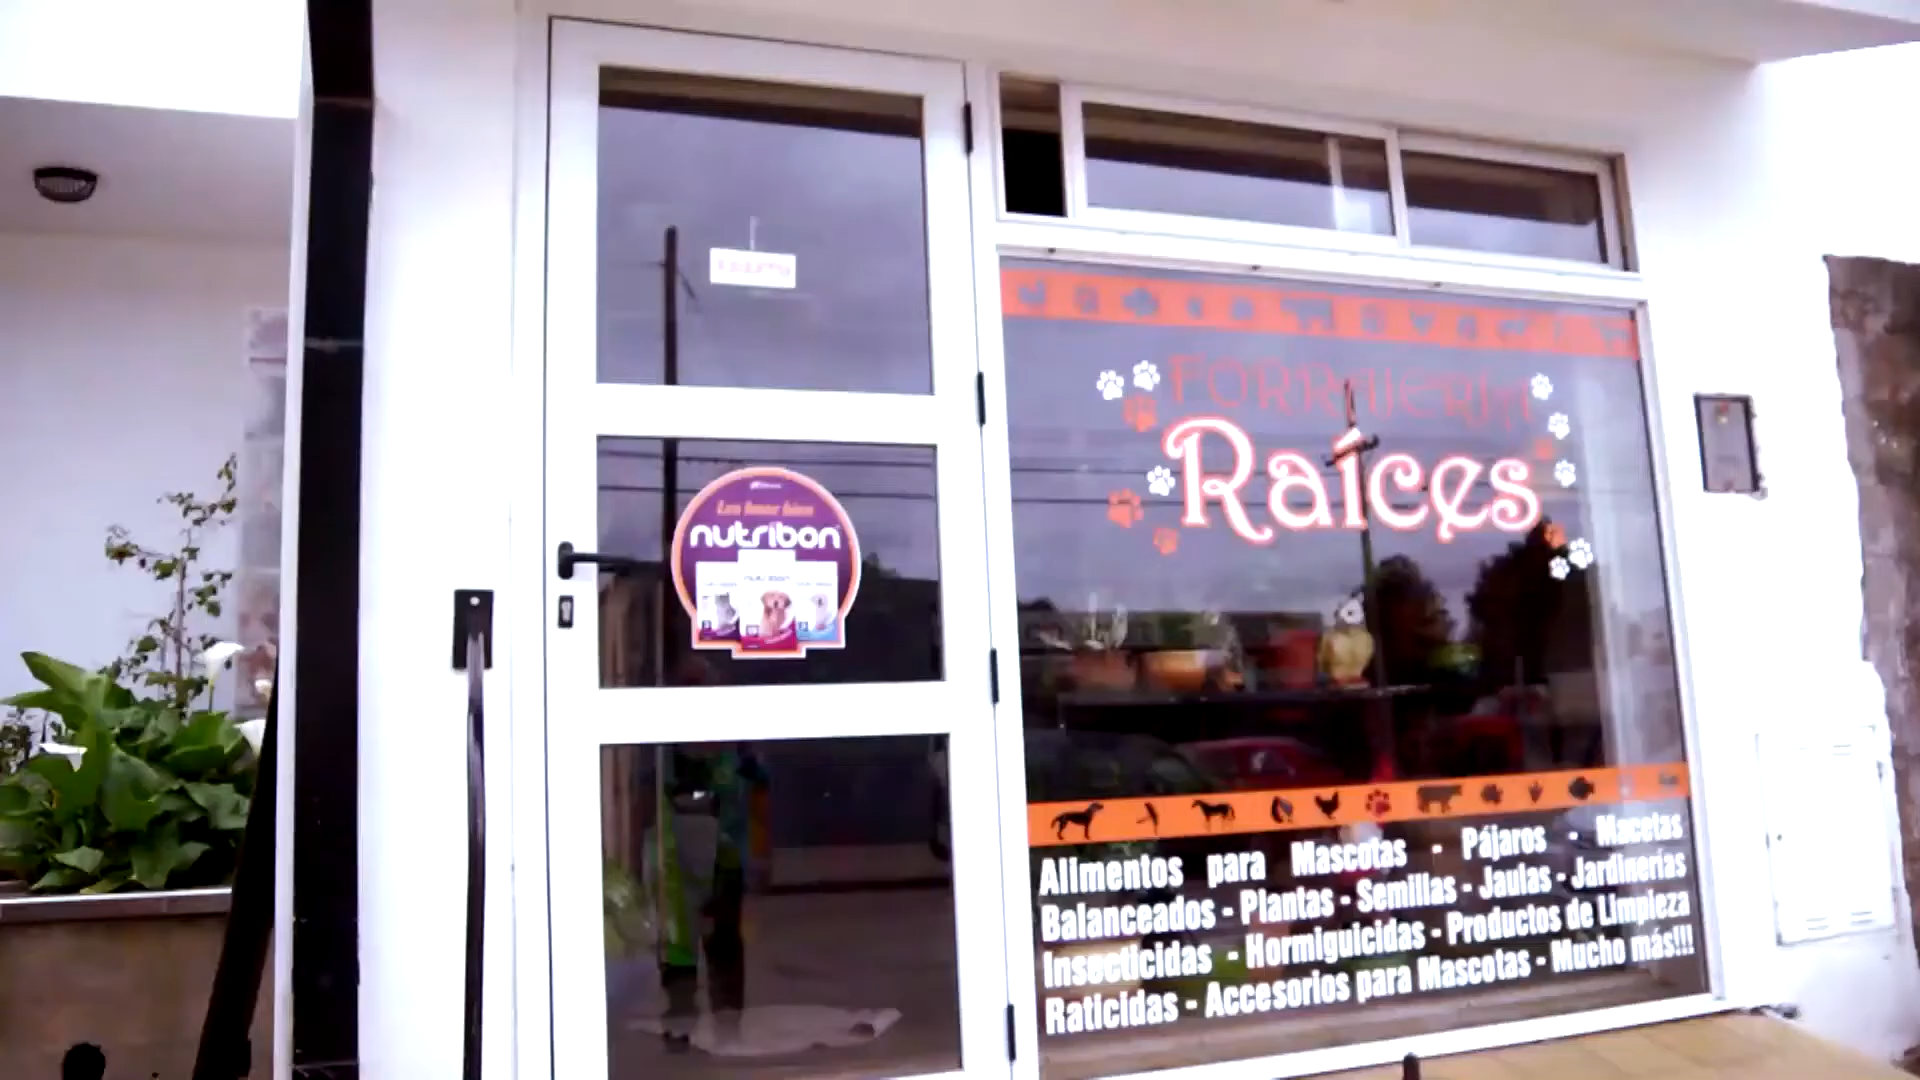 FORRAJERÍA
Raíces
nutribon
Alimentos para Mascotas - Pájaros - Macetas
Balanceados - Plantas - Semillas - Jaulas - Jardinerías
Insecticidas - Hormiguicidas - Productos de Limpieza
Raticidas - Accesorios para Mascotas - Mucho más!!!